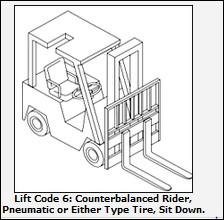 Lift Code 6: Counterbalanced Rider,
Pneumatic or Either Type Tire, Sit Down.